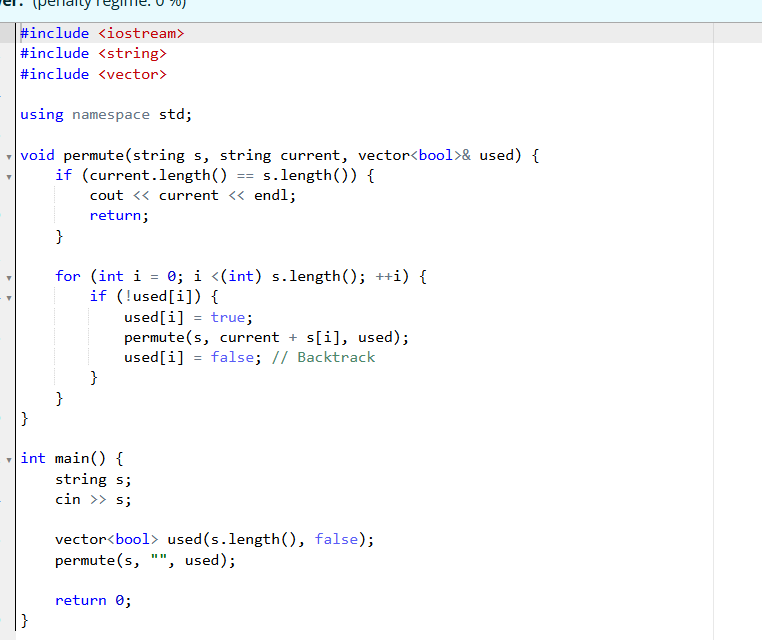 (penalty regime: 0 %)
#include <iostream>
#include <string>
#include <vector>
using namespace std;
void permute(string s, string current, vector<bool>& used) {
if (current.length() == s.length()) {
cout << current << endl;
return;
}
for (int i = 0; i <(int) s.length(); ++i) {
if (!used[i]) {
used[i] = true;
permute(s, current + s[i], used);
used[i] = false; // Backtrack
}
}
}
int main() {
string s;
cin >> s;
vector<bool> used(s.length(), false);
permute(s, "", used);
return 0;
}